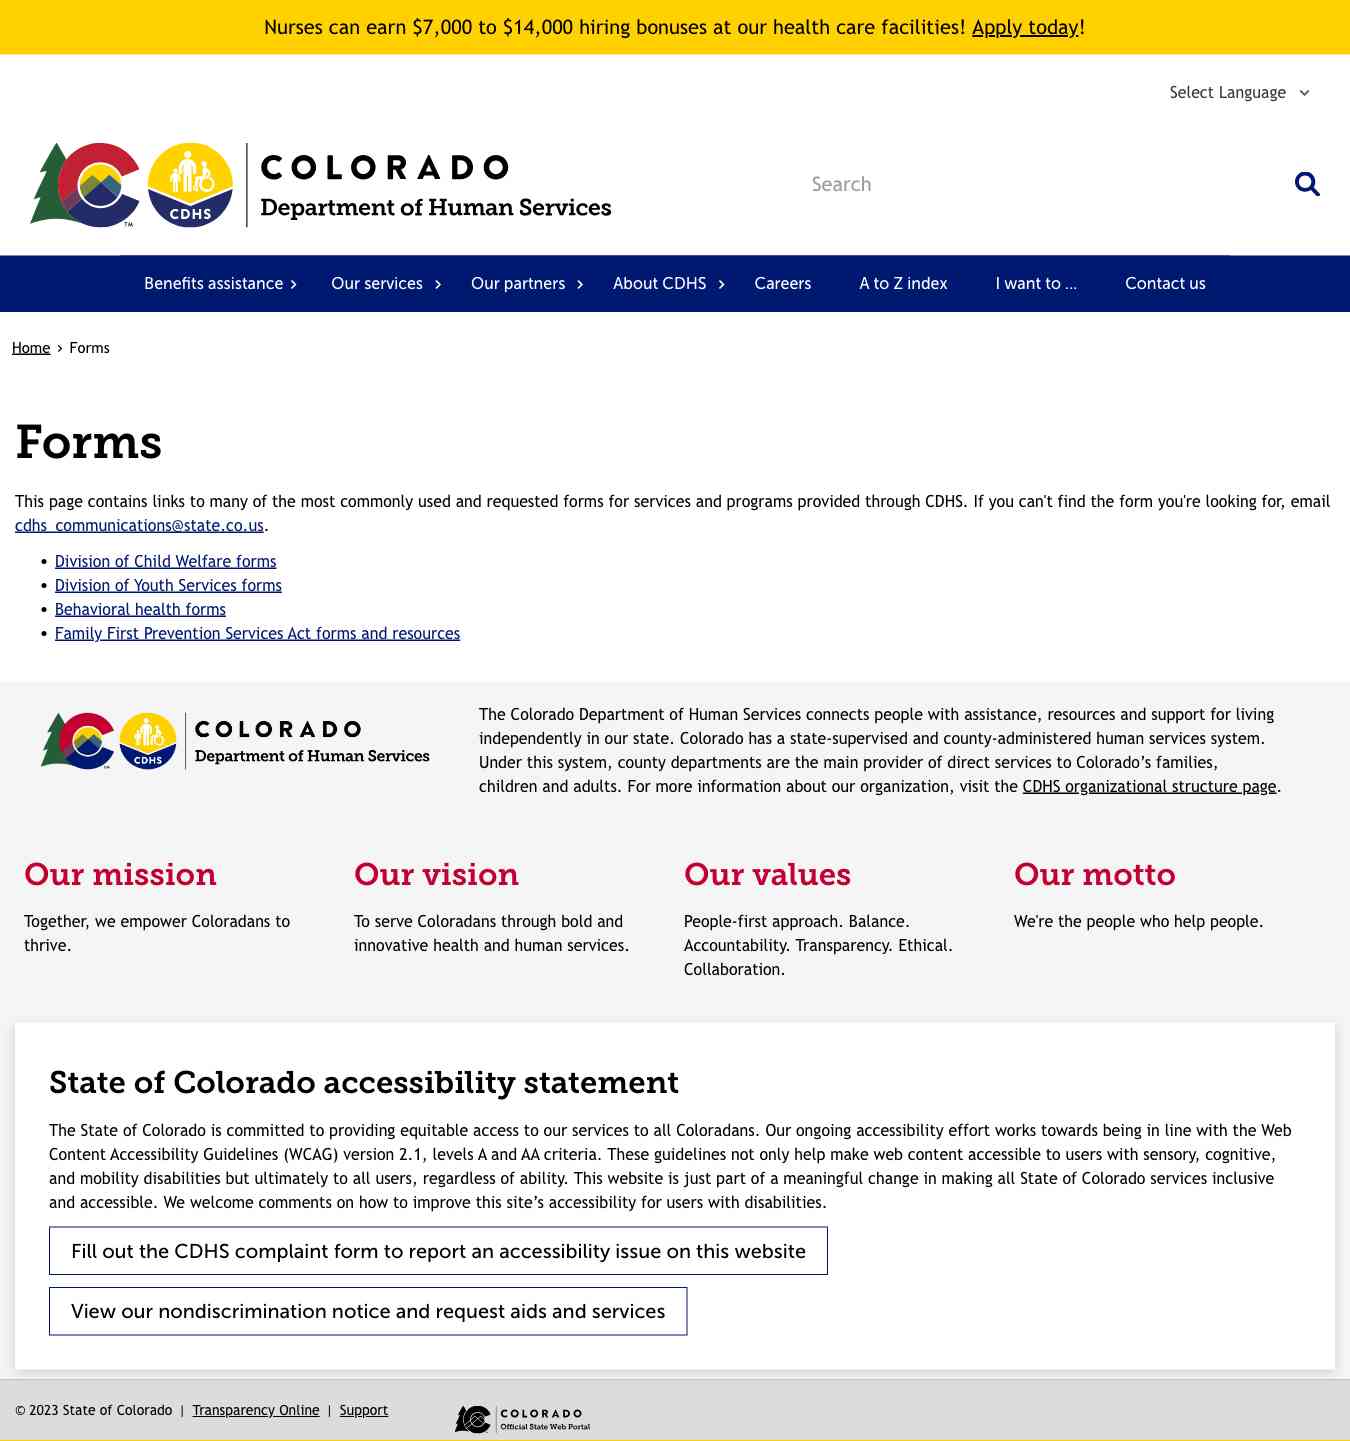 Nurses can earn $7,000 to $14,000 hiring bonuses at our health care facilities! Apply today!
Select Language
CDHS
TM
COLORADO
Department of Human Services
Search
Benefits assistance › Our services › Our partners › About CDHS › Careers A to Z index I want to ... Contact us
Home › Forms
Forms
This page contains links to many of the most commonly used and requested forms for services and programs provided through CDHS. If you can't find the form you're looking for, email
cdhs_communications@state.co.us.
• Division of Child Welfare forms
• Division of Youth Services forms
• Behavioral health forms
• Family First Prevention Services Act forms and resources
CDHS
TM
COLORADO
Department of Human Services
The Colorado Department of Human Services connects people with assistance, resources and support for living
independently in our state. Colorado has a state-supervised and county-administered human services system.
Under this system, county departments are the main provider of direct services to Colorado’s families,
children and adults. For more information about our organization, visit the CDHS organizational structure page.
Our mission
Together, we empower Coloradans to
thrive.
Our vision
To serve Coloradans through bold and
innovative health and human services.
Our values
People-first approach. Balance.
Accountability. Transparency. Ethical.
Collaboration.
Our motto
We're the people who help people.
State of Colorado accessibility statement
The State of Colorado is committed to providing equitable access to our services to all Coloradans. Our ongoing accessibility effort works towards being in line with the Web
Content Accessibility Guidelines (WCAG) version 2.1, levels A and AA criteria. These guidelines not only help make web content accessible to users with sensory, cognitive,
and mobility disabilities but ultimately to all users, regardless of ability. This website is just part of a meaningful change in making all State of Colorado services inclusive
and accessible. We welcome comments on how to improve this site’s accessibility for users with disabilities.
Fill out the CDHS complaint form to report an accessibility issue on this website
View our nondiscrimination notice and request aids and services
© 2023 State of Colorado | Transparency Online | Support
COLORADO
Official State Web Portal